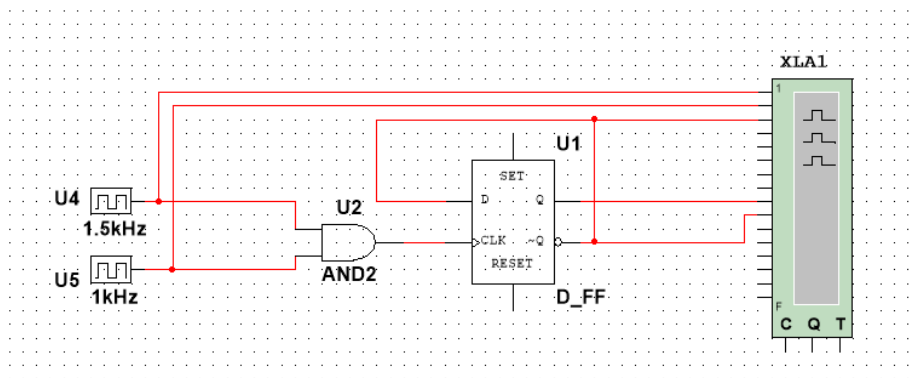 XLA1
1
U1
SET
D Q
U4
1.5kHz
U2
CLK ~Q
RESET
AND2
U5
1kHz
D_FF
F
C Q T